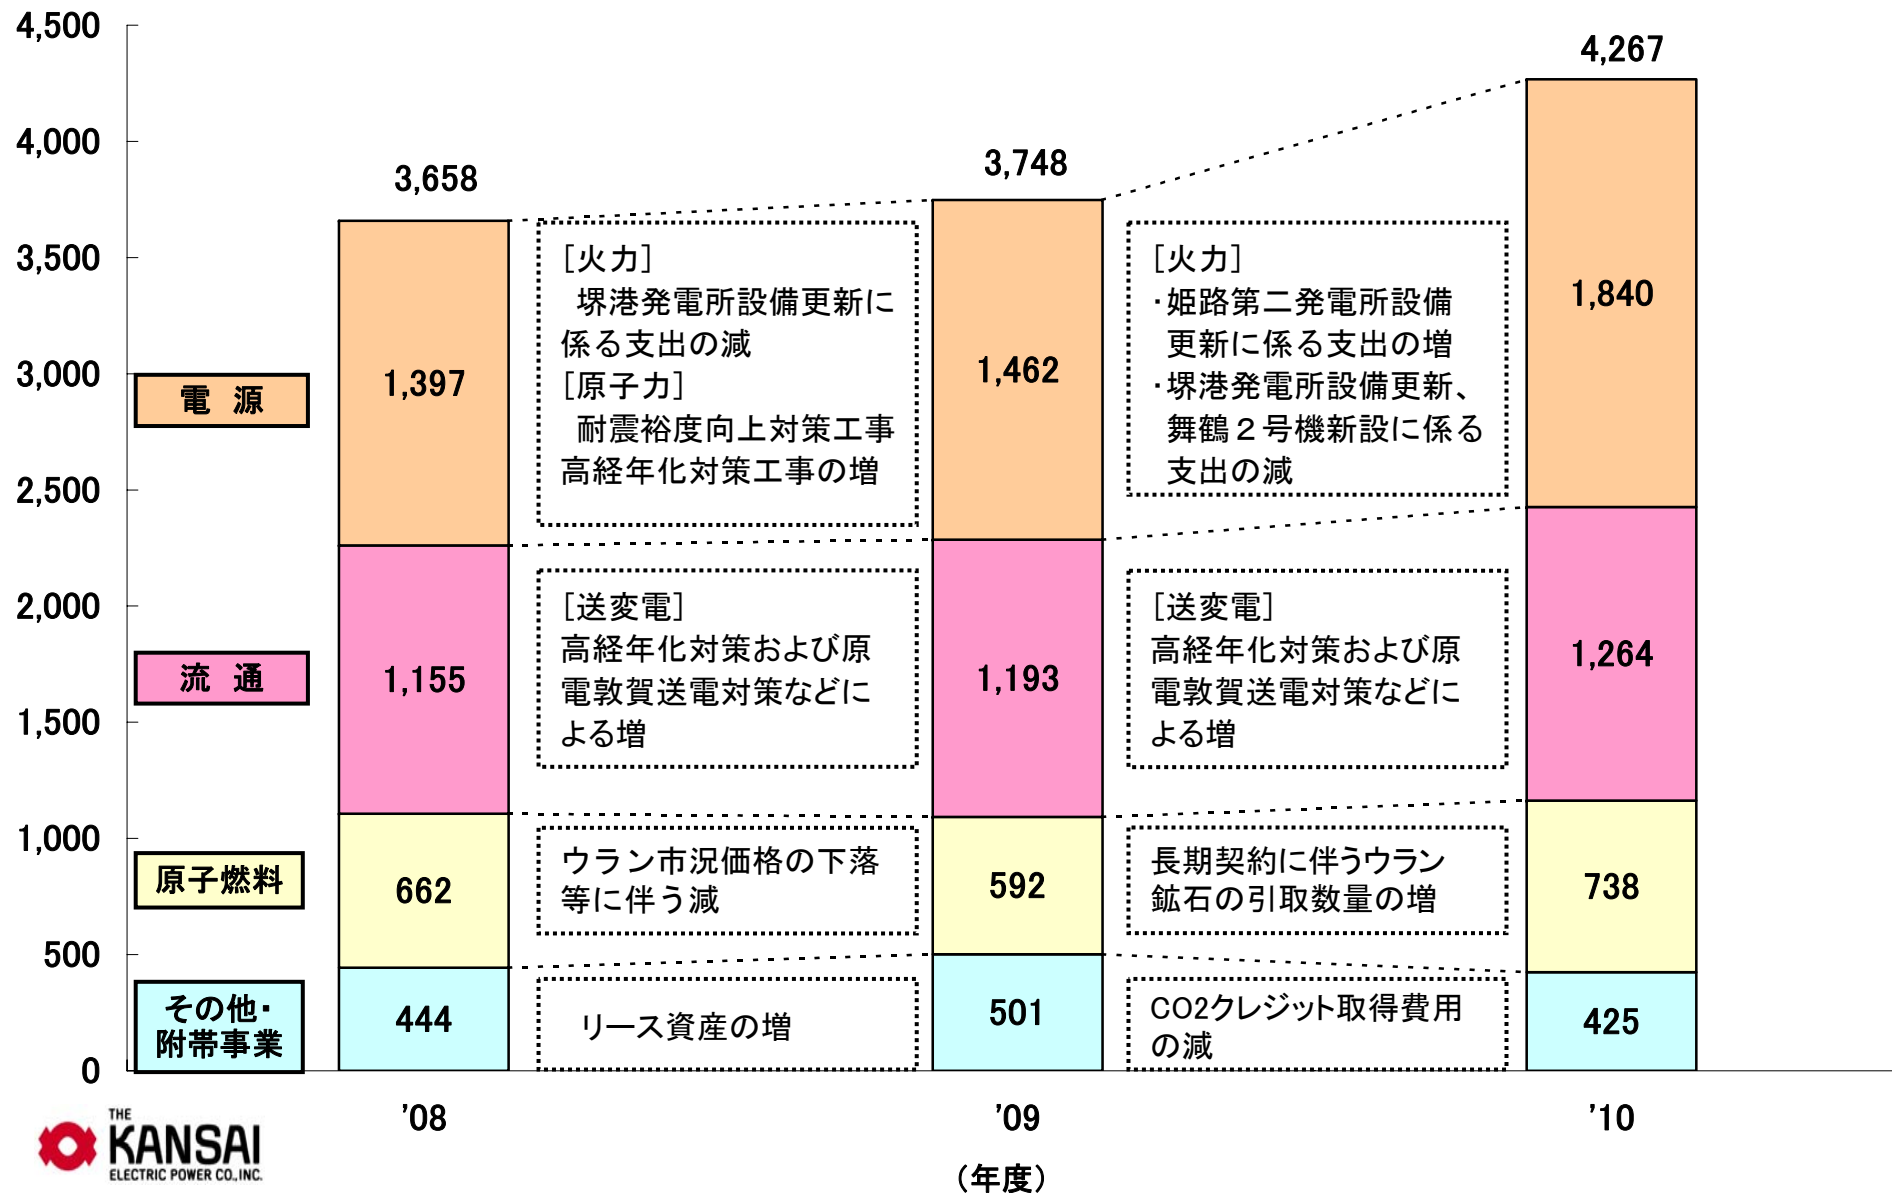 4,500
4,000
3,500
3,000
2,500
2,000
1,500
1,000
500
0
電 源
流 通
原子燃料
その他・
附帯事業
3,658
1,397
1,155
662
444
[火力]
堺港発電所設備更新に
係る支出の減
[原子力]
耐震裕度向上対策工事
高経年化対策工事の増
[送変電]
高経年化対策および原
電敦賀送電対策などに
よる増
ウラン市況価格の下落
等に伴う減
リース資産の増
3,748
1,462
1,193
592
501
[火力]
・姫路第二発電所設備
更新に係る支出の増
・堺港発電所設備更新、
舞鶴2号機新設に係る
支出の減
[送変電]
高経年化対策および原
電敦賀送電対策などに
よる増
長期契約に伴うウラン
鉱石の引取数量の増
CO2クレジット取得費用
の減
4,267
1,840
1,264
738
425
'08
'09
'10
(年度)
THE
KANSAI
ELECTRIC POWER CO.,INC.